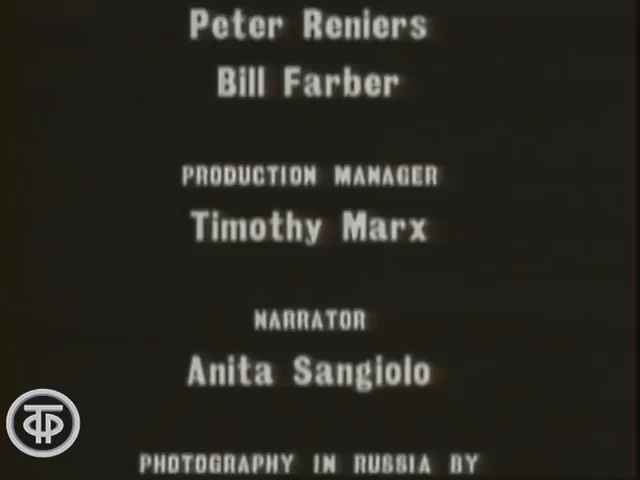 Peter Reniers
Bill Farber
PRODUCTION MANAGER
Timothy Marx
NARRATOR
Anita Sangiolo
PHOTOGRAPHY IN RUSSIA BY